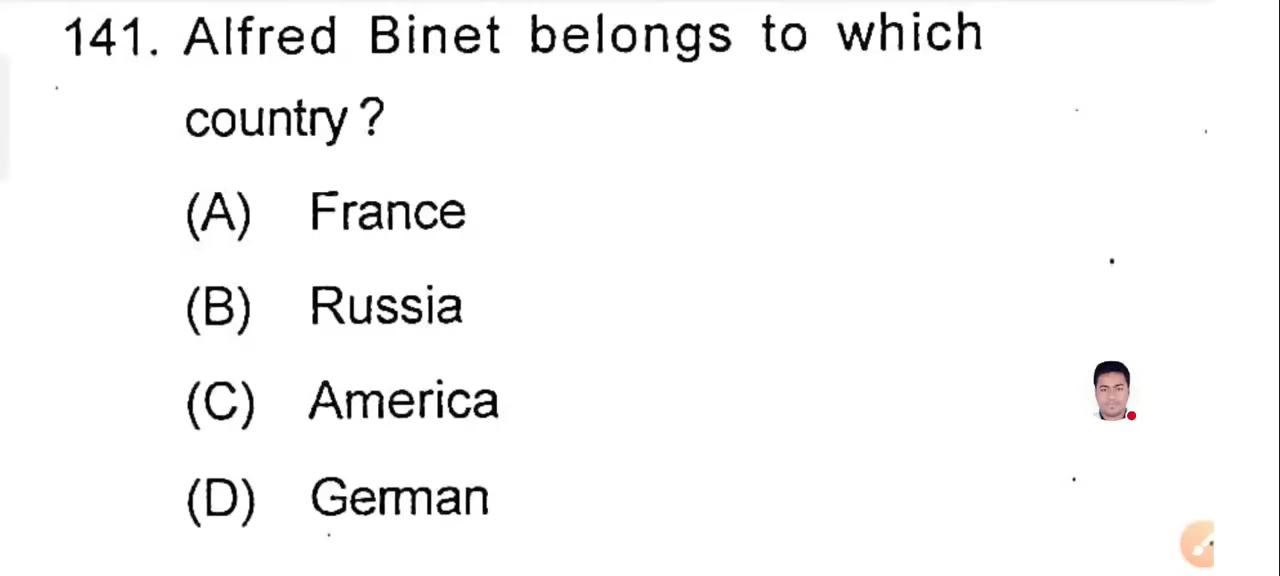 141. Alfred Binet belongs to which
country ?
(A) France
(B) Russia
(C) America
(D) German